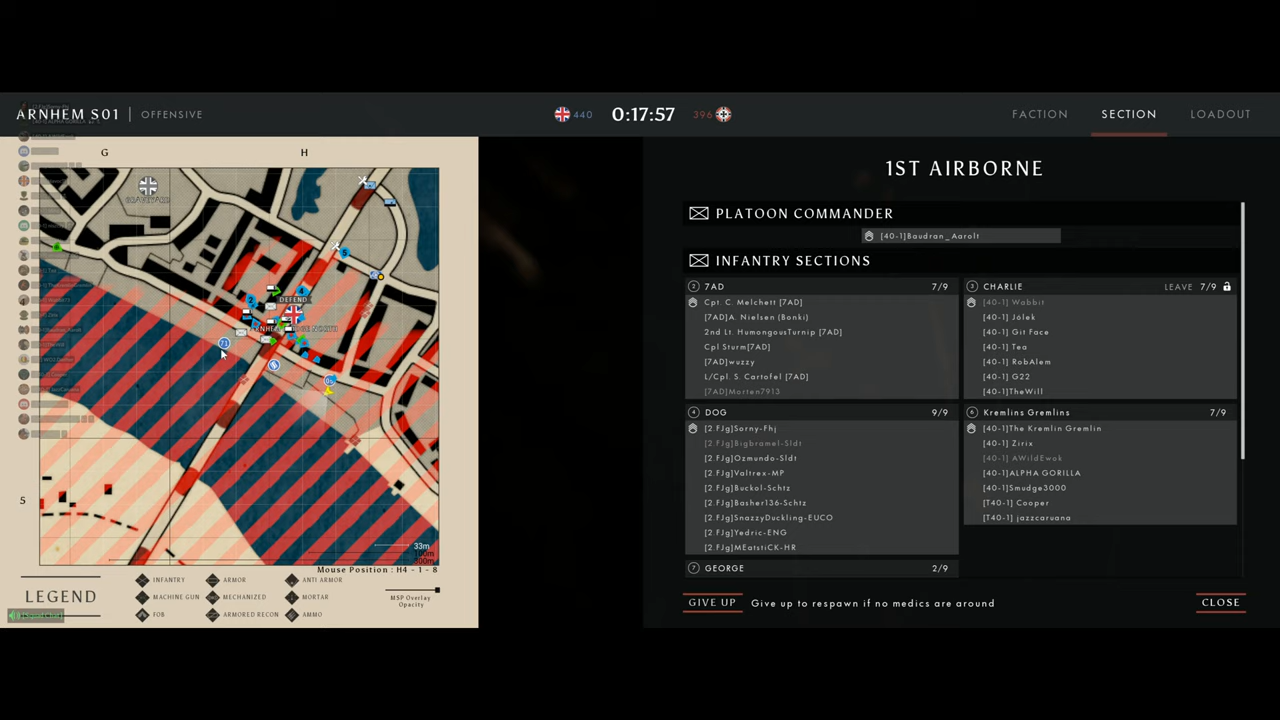 ARNHEM S01 | OFFENSIVE
440 0:17:57 396
FACTION SECTION LOADOUT
G H
DEFEND
2
4
5
33m
S
Mouse Position : H4 - 1 - 8
LEGEND
INFANTRY ARMOR ANTI ARMOR
MACHINE GUN MECHANIZED MORTAR
FOB ARMORED RECON AMMO
MSP Overlay
Opacity
1ST AIRBORNE
PLATOON COMMANDER
[40-1]Baudran_Aarolt
INFANTRY SECTIONS
2 7AD 7/9
Cpt. C. Melchett [7AD]
[7AD]A. Nielsen (Bonki)
2nd Lt. HumongousTurnip [7AD]
Cpl Sturm[7AD]
[7AD]wuzzy
L/Cpl. S. Cartofel [7AD]
[7AD]Morten7913
3 CHARLIE LEAVE 7/9
[40-1] Wabbit
[40-1] Jólek
[40-1] Git Face
[40-1] Tea
[40-1] RobAlem
[40-1] G22
[40-1]TheWill
4 DOG 9/9
[2.FJg]Sorny-Fhj
[2.FJg]Bigbramel-Sldt
[2.FJg]Ozmundo-Sldt
[2.FJg]Valtrex-MP
[2.FJg]Buckol-Schtz
[2.FJg]Basher136-Schtz
[2.FJg]SnazzyDuckling-EUCO
[2.FJg]Yedric-ENG
[2.FJg]MEatstiCK-HR
6 Kremlins Gremlins 7/9
[40-1]The Kremlin Gremlin
[40-1] Zirix
[40-1] AWildEwok
[40-1]ALPHA GORILLA
[40-1]Smudge3000
[T40-1] Cooper
[T40-1] jazzcaruana
7 GEORGE 2/9
GIVE UP Give up to respawn if no medics are around
CLOSE